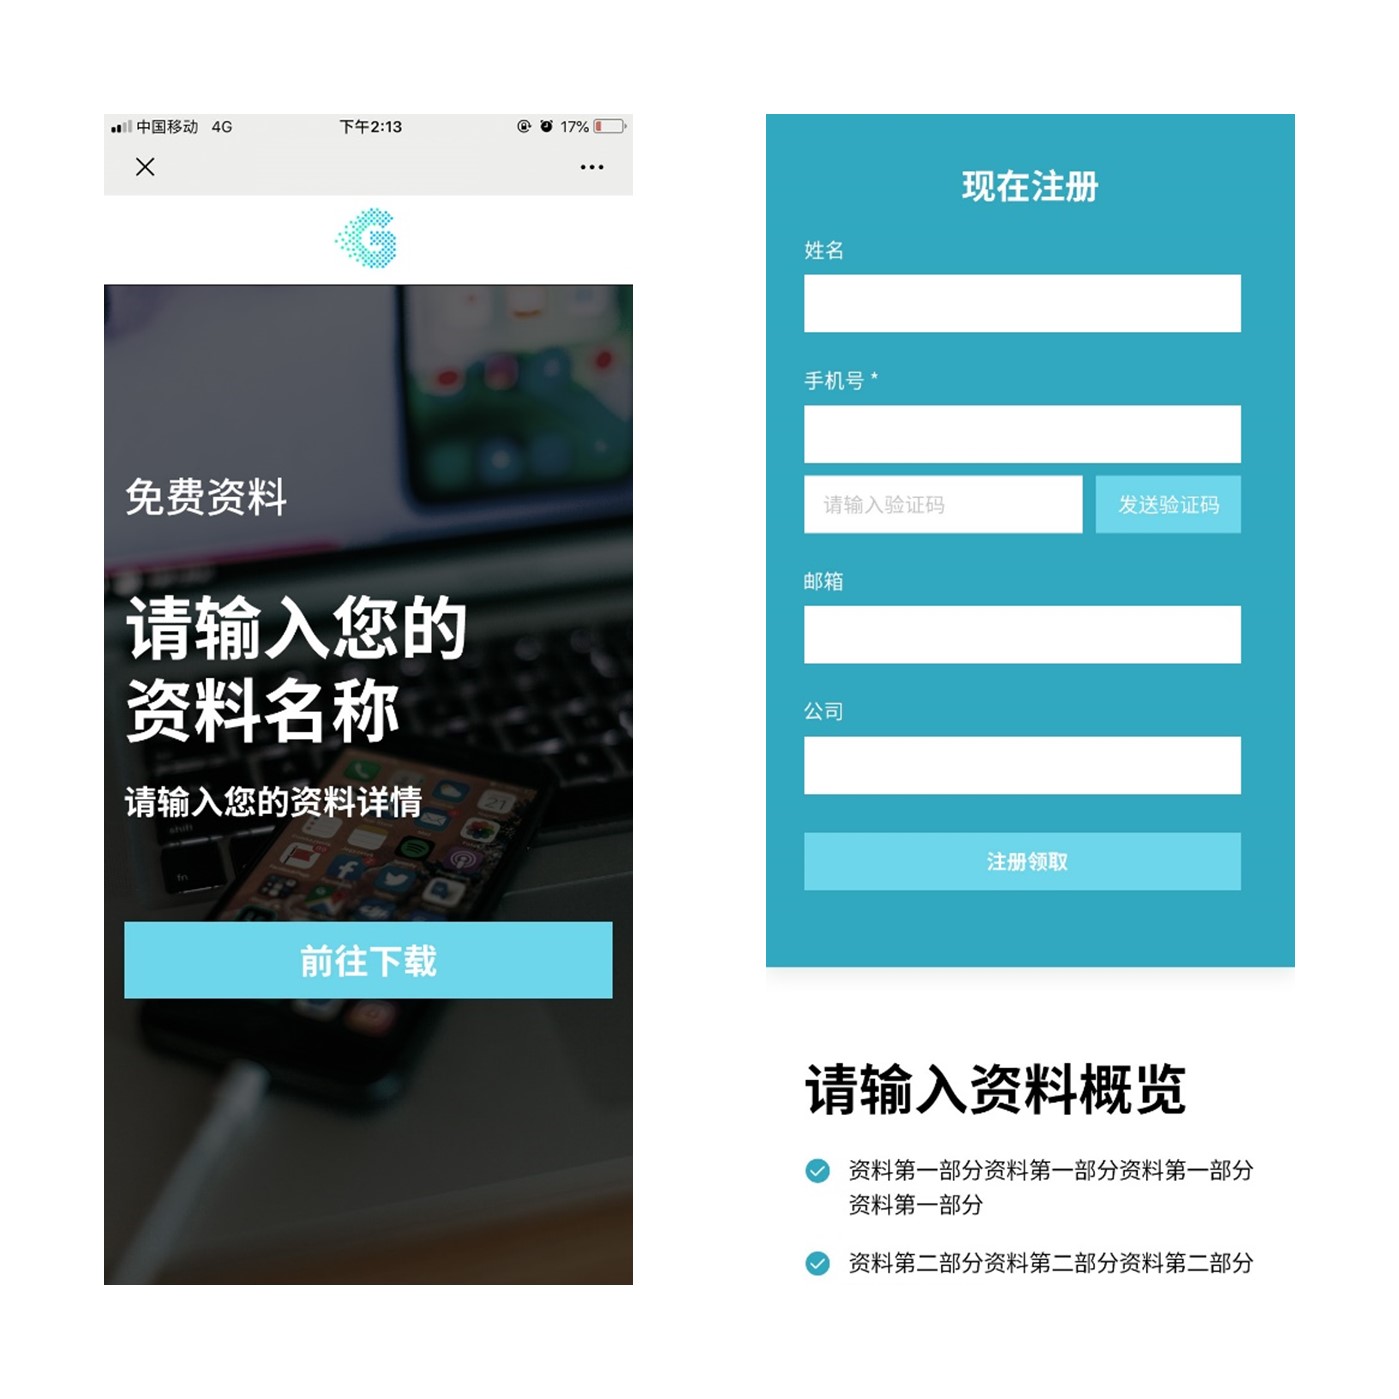 中国移动 4G 下午2:13 17%
免费资料
请输入您的
资料名称
请输入您的资料详情
shift
fn
21
前往下载
现在注册
姓名
手机号 *
请输入验证码 发送验证码
邮箱
公司
注册领取
请输入资料概览
资料第一部分资料第一部分资料第一部分
资料第一部分
资料第二部分资料第二部分资料第二部分